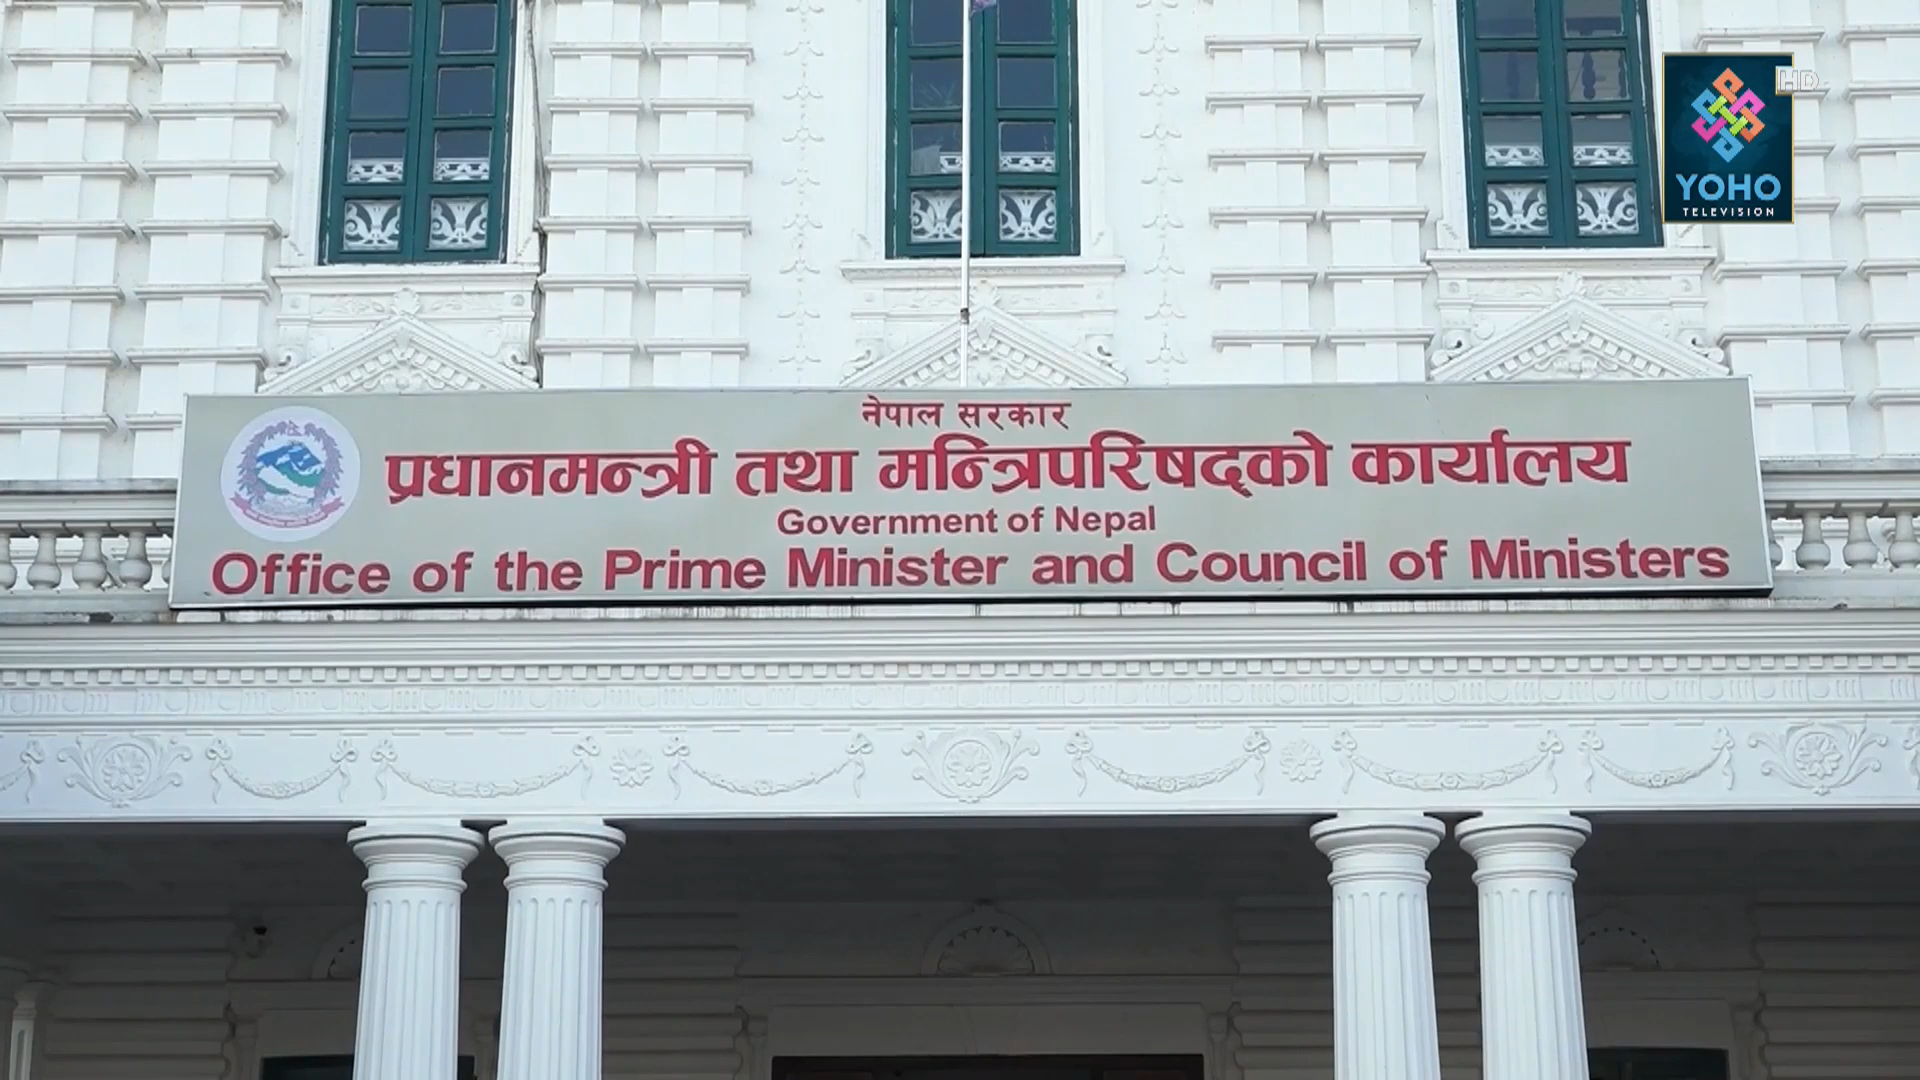 HD
YOHO
TELEVISION
नेपाल सरकार
प्रधानमन्त्री तथा मन्त्रिपरिषद्को कार्यालय
Government of Nepal
Office of the Prime Minister and Council of Ministers